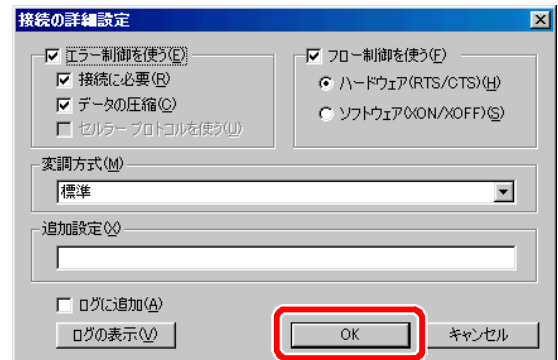 接続の詳細設定
エラー制御を使う(E)
接続に必要(R)
データの圧縮(C)
セルラー プロトコルを使う(U)
フロー制御を使う(F)
ハードウェア(RTS/CTS)(H)
ソフトウェア(XON/XOFF)(S)
変調方式(M)
標準
追加設定(X)
ログに追加(A)
ログの表示(V)
OK
キャンセル